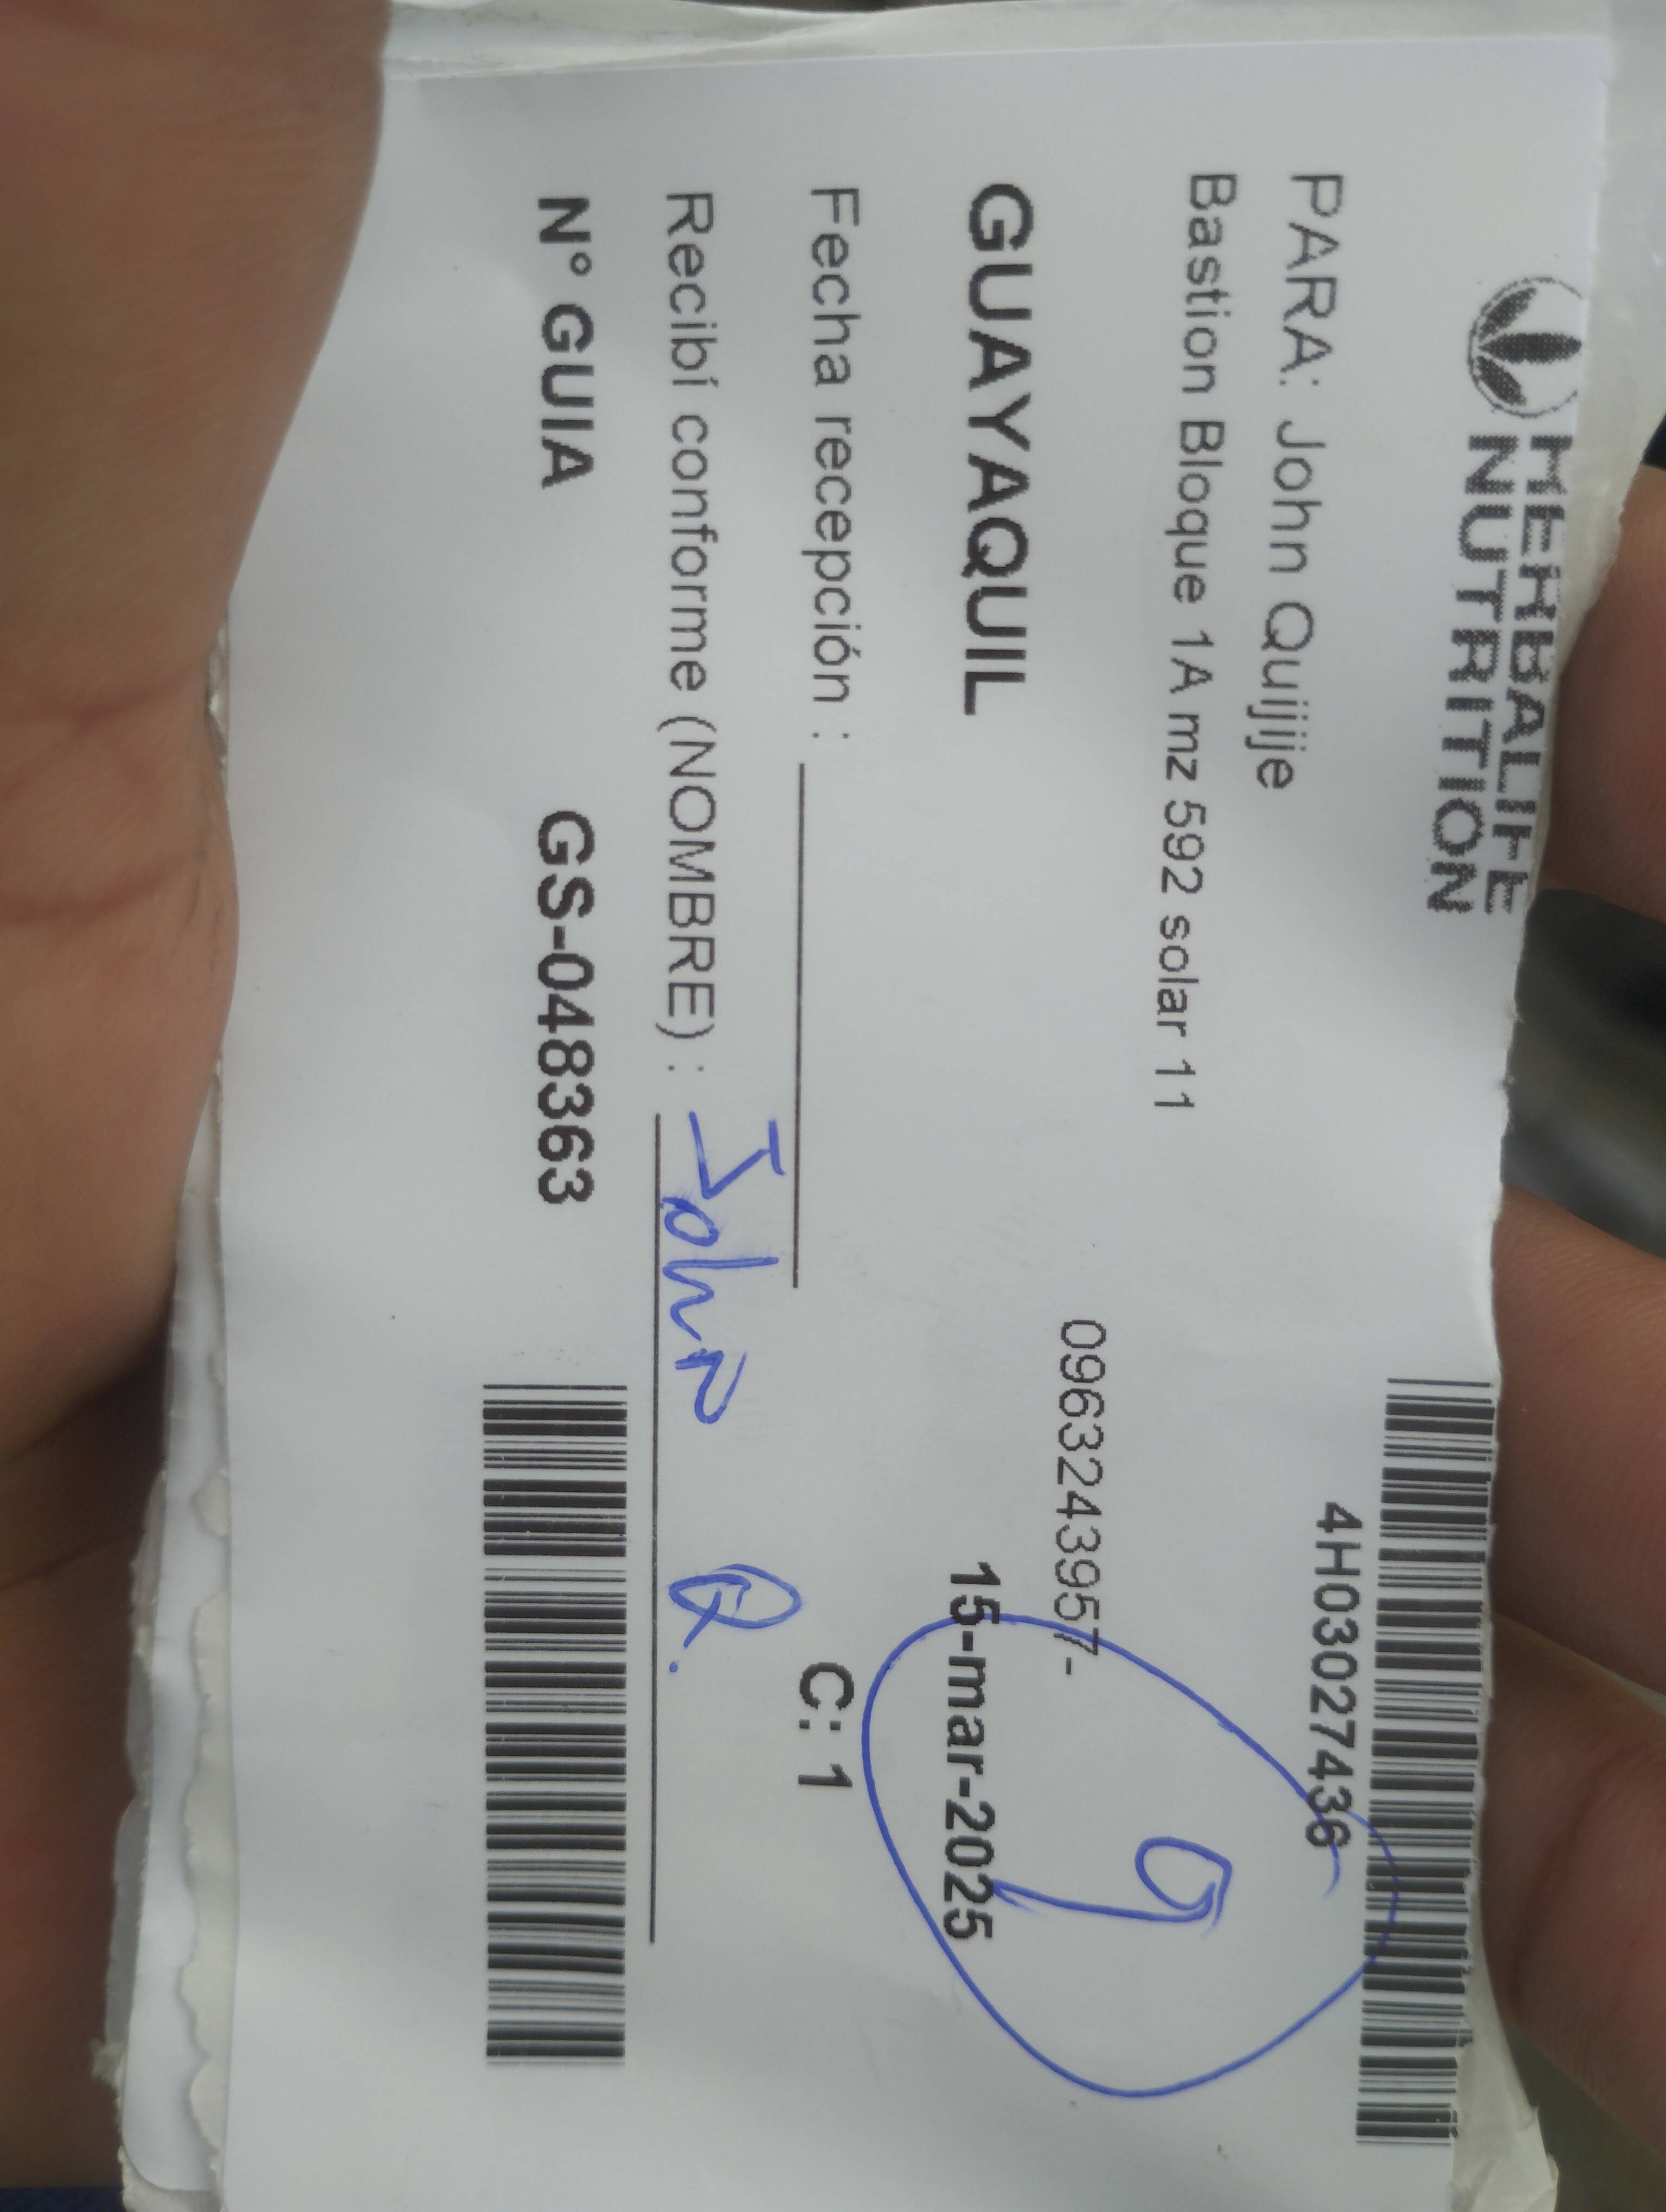 HERBALIFE
NUTRITION
4H03027436
PARA: John Quijije
Bastion Bloque 1A mz 592 solar 11
0963243957-
9
GUAYAQUIL
15-mar-2025
Fecha recepción :
C: 1
Recibí conforme (NOMBRE) : John Q.
N° GUIA GS-048363